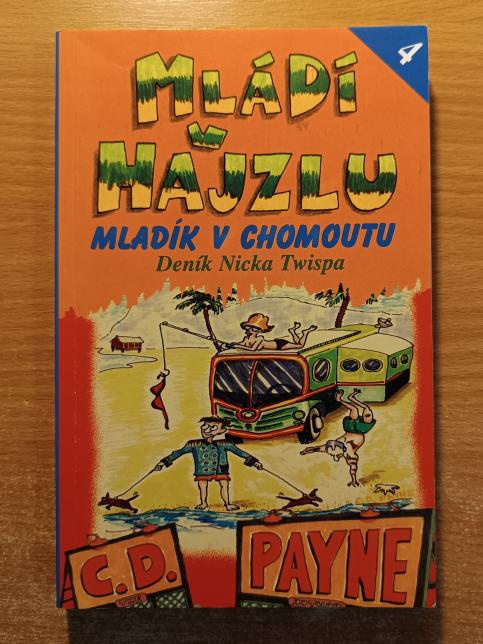 4
MLÁDÍ
V HAJZLU
MLADÍK V CHOMOUTU
Deník Nicka Twispa
C.D. PAYNE